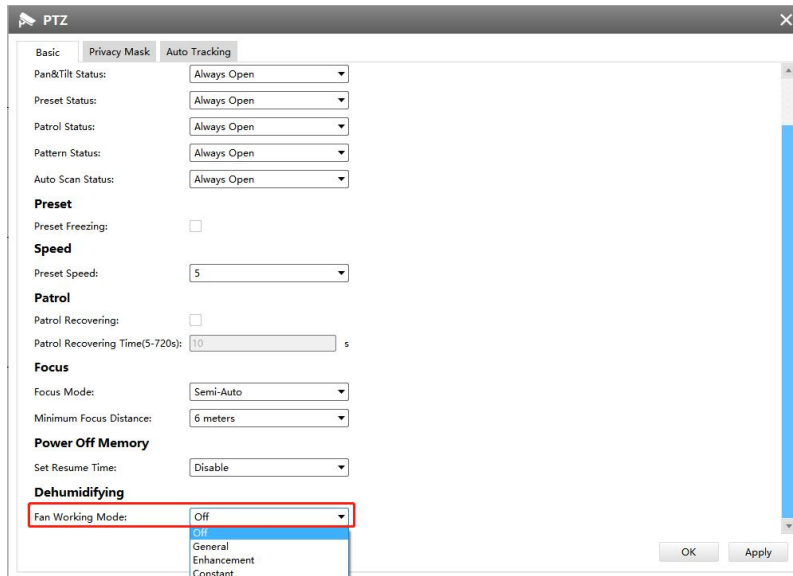 PTZ
Basic Privacy Mask Auto Tracking
Pan&Tilt Status: Always Open
Preset Status: Always Open
Patrol Status: Always Open
Pattern Status: Always Open
Auto Scan Status: Always Open
Preset
Preset Freezing:
Speed
Preset Speed: 5
Patrol
Patrol Recovering:
Patrol Recovering Time(5-720s): 10 s
Focus
Focus Mode: Semi-Auto
Minimum Focus Distance: 6 meters
Power Off Memory
Set Resume Time: Disable
Dehumidifying
Fan Working Mode: Off
Off
General
Enhancement
Constant
OK Apply